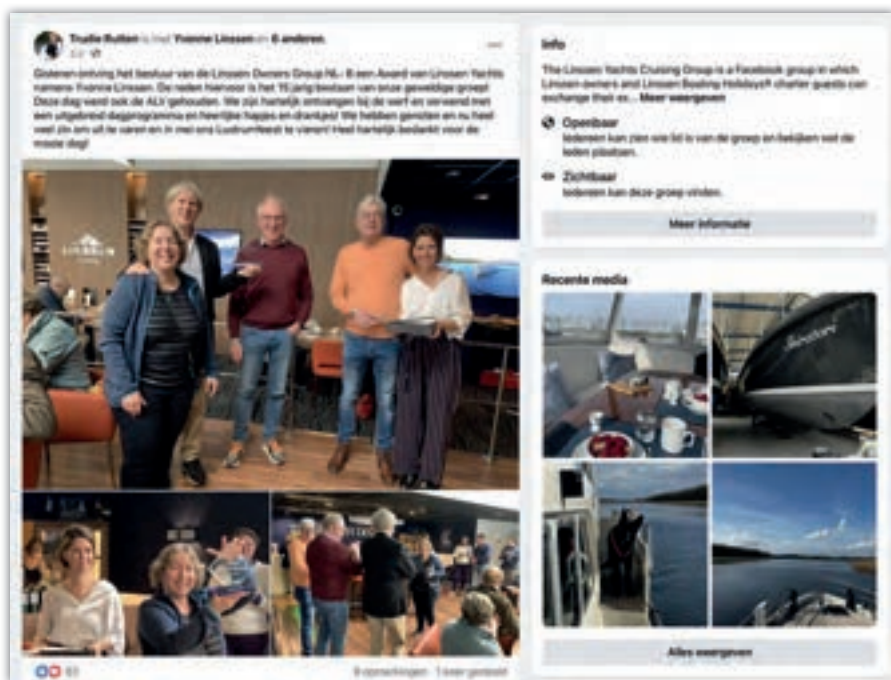 Trudie Rutten is met Yvonne Linssen en 6 anderen.
Gisteren ontving het bestuur van de Linssen Owners Group NL- B een Award van Linssen Yachts
namens Yvonne Linssen. De reden hiervoor is het 15 jarig bestaan van onze geweldige groep!
Deze dag werd ook de ALV gehouden. We zijn hartelijk ontvangen bij de werf en verwend met
een uitgebreid dagprogramma en heerlijke hapjes en drankjes! We hebben genoten en nu heel
veel zin om uit te varen en in mei ons Lustrumfeest te vieren! Heel hartelijk bedankt voor de
mooie dag!
LINSSEN
61
9 opmerkingen · 1 keer gedeeld
Info
The Linssen Yachts Cruising Group is a Facebook group in which
Linssen owners and Linssen Boating Holidays® charter guests can
exchange their ex... Meer weergeven
Openbaar
Iedereen kan zien wie lid is van de groep en bekijken wat de
leden plaatsen.
Zichtbaar
Iedereen kan deze groep vinden.
Meer informatie
Recente media
Alles weergeven